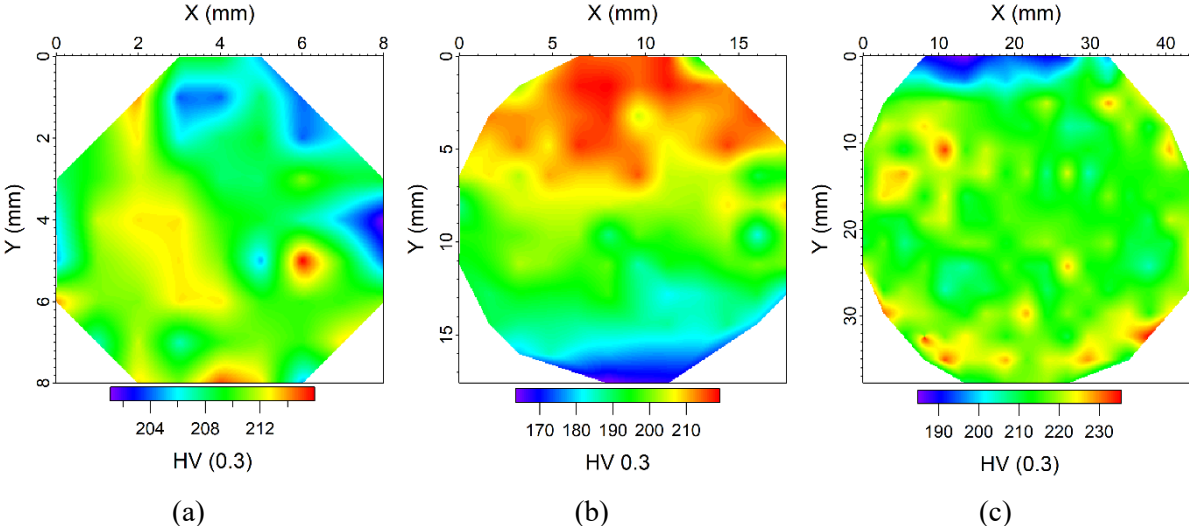 X (mm)
0 2 4 6 8
Y (mm)
0
2
4
6
8
204 208 212
HV (0.3)
(a)
X (mm)
0 5 10 15
Y (mm)
0
5
10
15
170 180 190 200 210
HV 0.3
(b)
X (mm)
0 10 20 30 40
Y (mm)
0
10
20
30
190 200 210 220 230
HV (0.3)
(c)